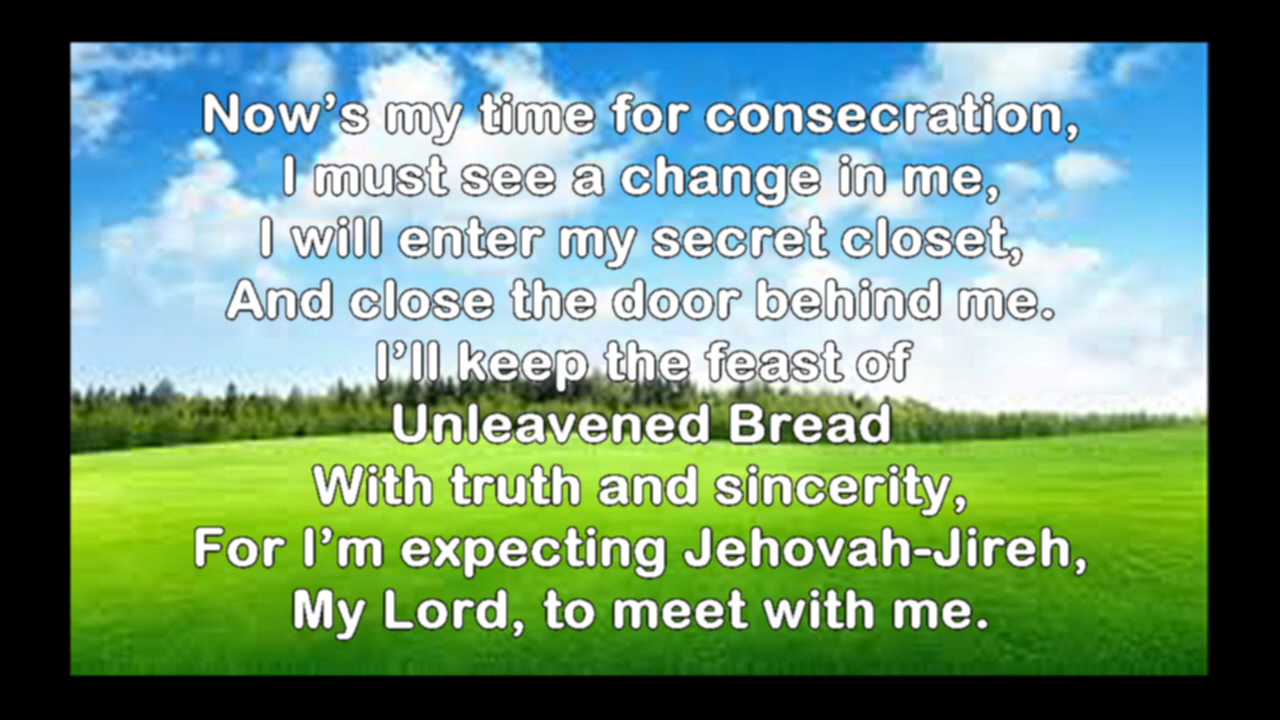 Now’s my time for consecration,
I must see a change in me,
I will enter my secret closet,
And close the door behind me.
I’ll keep the feast of
Unleavened Bread
With truth and sincerity,
For I’m expecting Jehovah-Jireh,
My Lord, to meet with me.